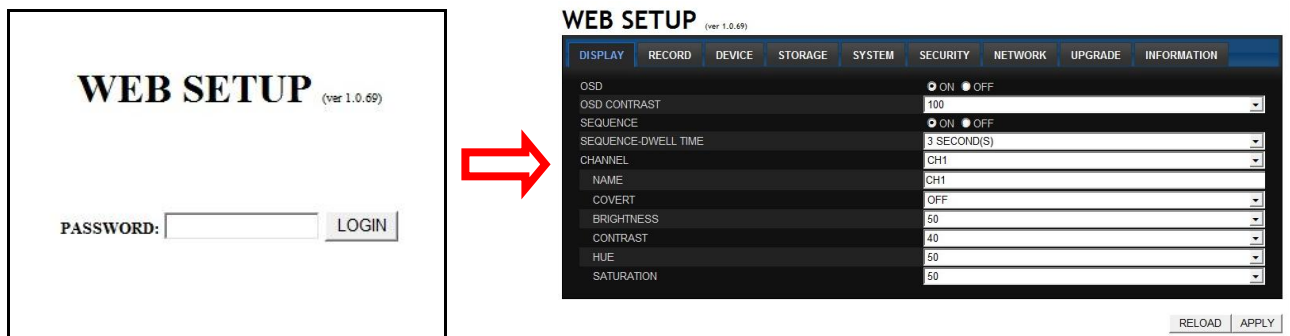 WEB SETUP (ver 1.0.69)
PASSWORD: LOGIN
WEB SETUP (ver 1.0.69)
DISPLAY RECORD DEVICE STORAGE SYSTEM SECURITY NETWORK UPGRADE INFORMATION
OSD ON OFF
OSD CONTRAST 100
SEQUENCE ON OFF
SEQUENCE-DWELL TIME 3 SECOND(S)
CHANNEL CH1
NAME CH1
COVERT OFF
BRIGHTNESS 50
CONTRAST 40
HUE 50
SATURATION 50
RELOAD APPLY